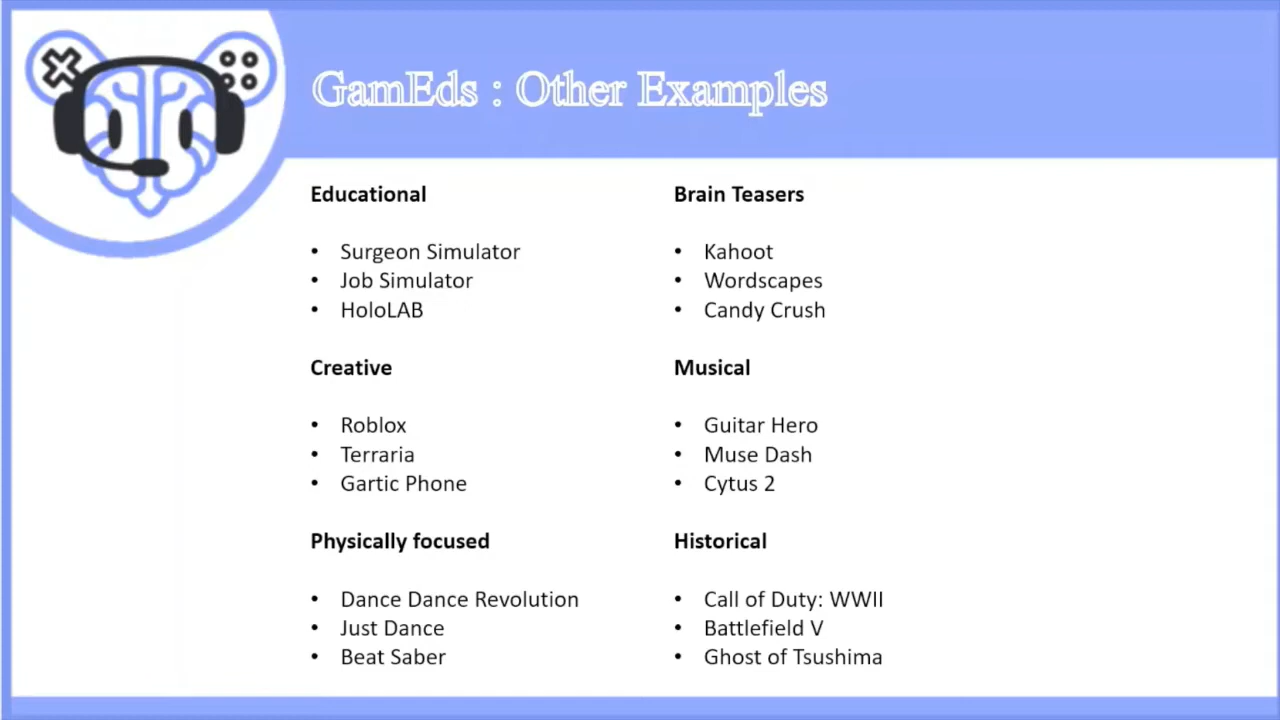 GamEds : Other Examples
Educational
• Surgeon Simulator
• Job Simulator
• HoloLAB
Creative
• Roblox
• Terraria
• Gartic Phone
Physically focused
• Dance Dance Revolution
• Just Dance
• Beat Saber
Brain Teasers
• Kahoot
• Wordscapes
• Candy Crush
Musical
• Guitar Hero
• Muse Dash
• Cytus 2
Historical
• Call of Duty: WWII
• Battlefield V
• Ghost of Tsushima